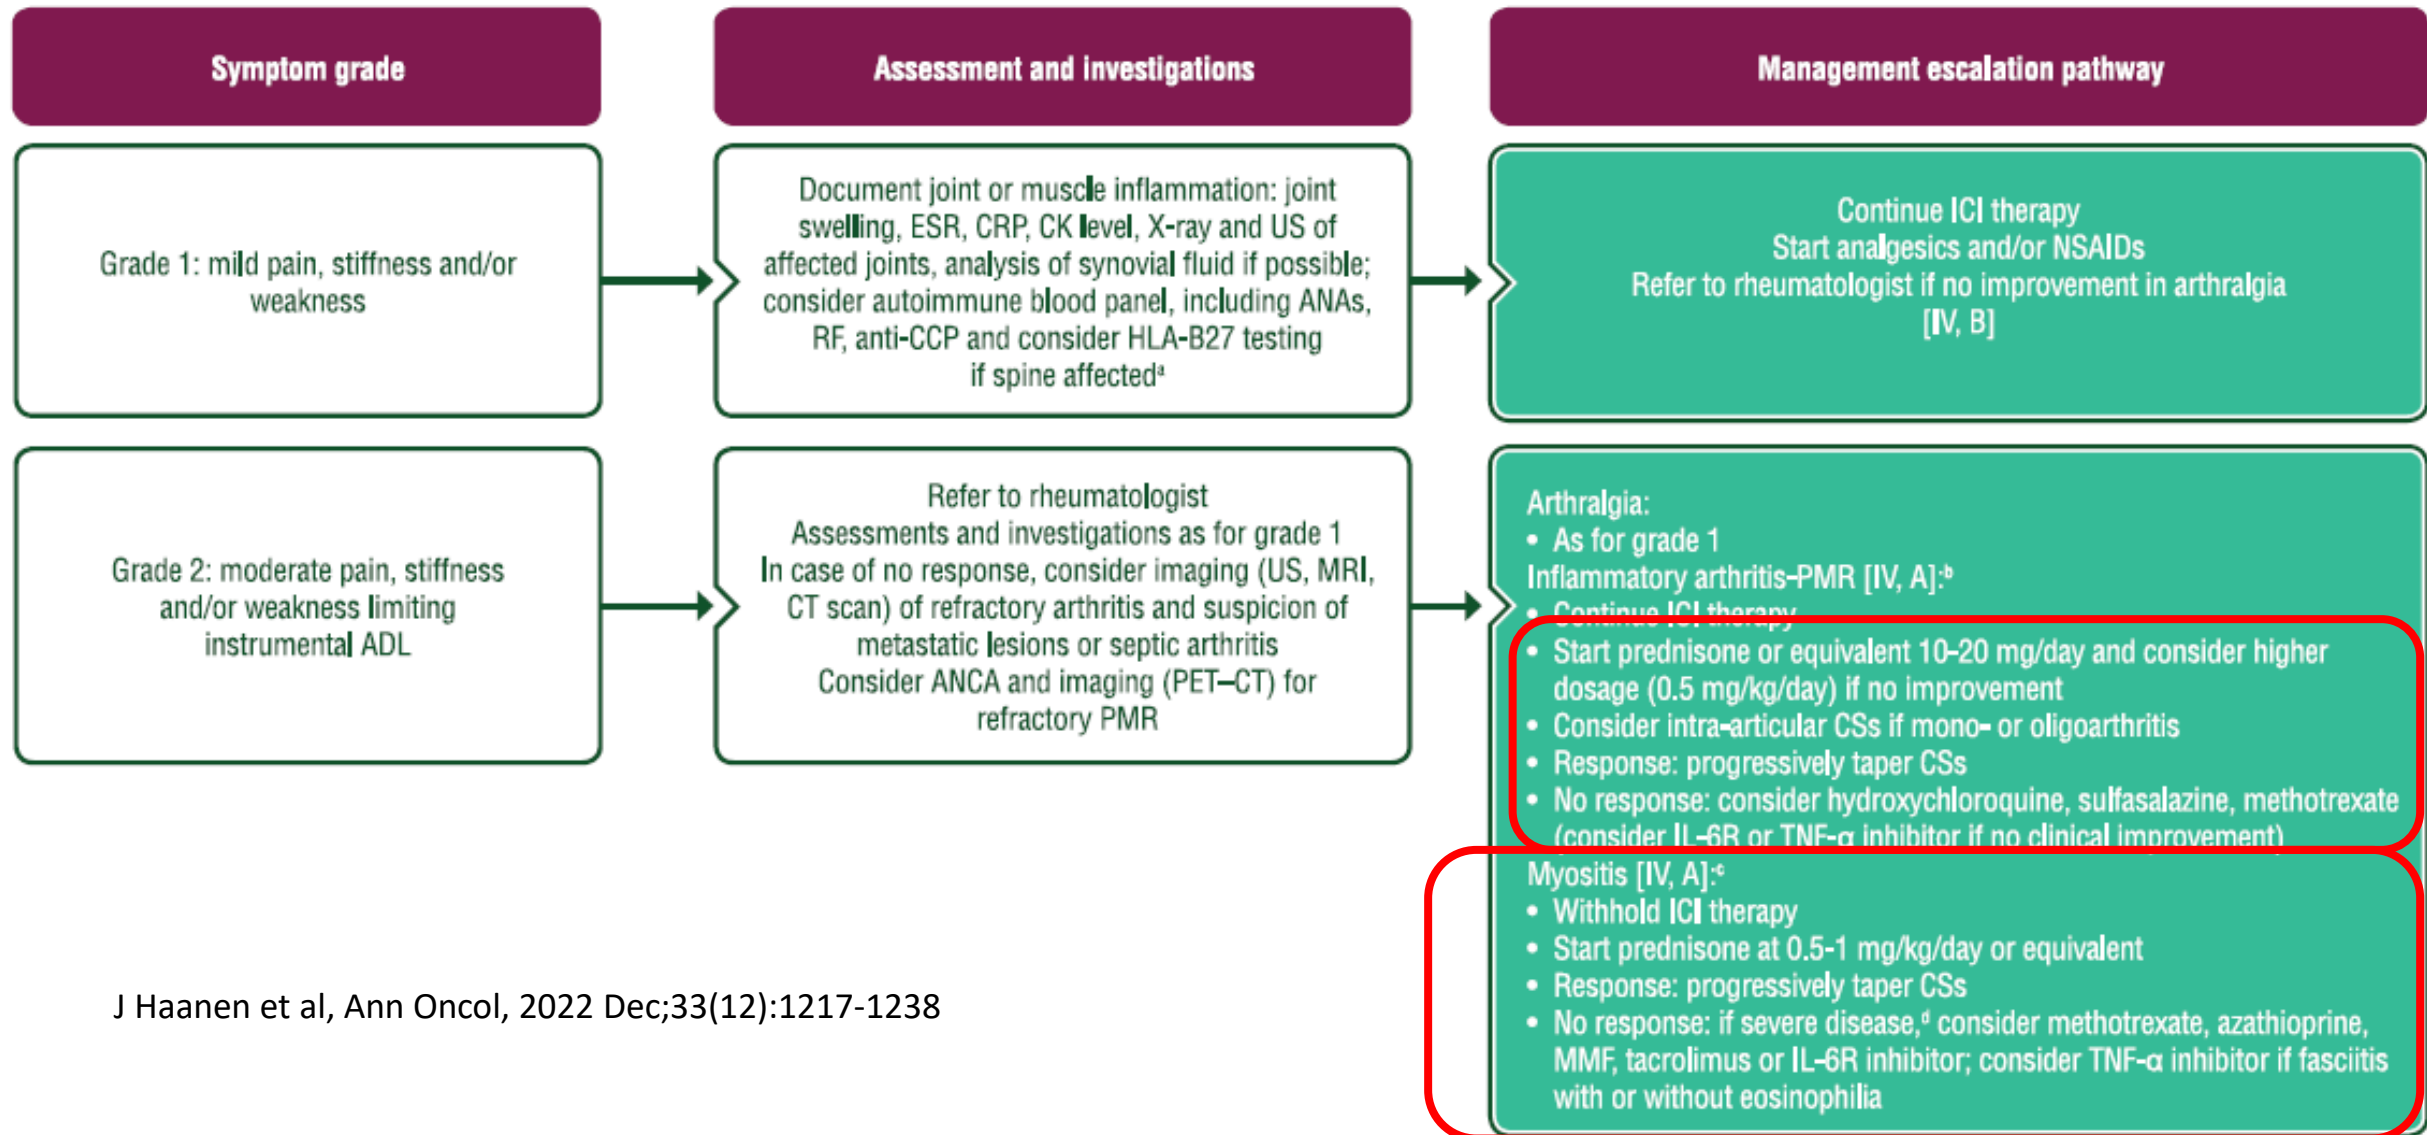 Symptom grade
Assessment and investigations
Management escalation pathway
Grade 1: mild pain, stiffness and/or
weakness
Document joint or muscle inflammation: joint
swelling, ESR, CRP, CK level, X-ray and US of
affected joints, analysis of synovial fluid if possible;
consider autoimmune blood panel, including ANAs,
RF, anti-CCP and consider HLA-B27 testing
if spine affectedᵃ
Continue ICI therapy
Start analgesics and/or NSAIDs
Refer to rheumatologist if no improvement in arthralgia
[IV, B]
Grade 2: moderate pain, stiffness
and/or weakness limiting
instrumental ADL
Refer to rheumatologist
Assessments and investigations as for grade 1
In case of no response, consider imaging (US, MRI,
CT scan) of refractory arthritis and suspicion of
metastatic lesions or septic arthritis
Consider ANCA and imaging (PET–CT) for
refractory PMR
Arthralgia:
• As for grade 1
Inflammatory arthritis–PMR [IV, A]:ᵇ
• Continue ICI therapy
• Start prednisone or equivalent 10–20 mg/day and consider higher
dosage (0.5 mg/kg/day) if no improvement
• Consider intra-articular CSs if mono- or oligoarthritis
• Response: progressively taper CSs
• No response: consider hydroxychloroquine, sulfasalazine, methotrexate
(consider IL-6R or TNF-α inhibitor if no clinical improvement)
Myositis [IV, A]:ᶜ
• Withhold ICI therapy
• Start prednisone at 0.5-1 mg/kg/day or equivalent
• Response: progressively taper CSs
• No response: if severe disease,ᵈ consider methotrexate, azathioprine,
MMF, tacrolimus or IL-6R inhibitor; consider TNF-α inhibitor if fasciitis
with or without eosinophilia
J Haanen et al, Ann Oncol, 2022 Dec;33(12):1217-1238